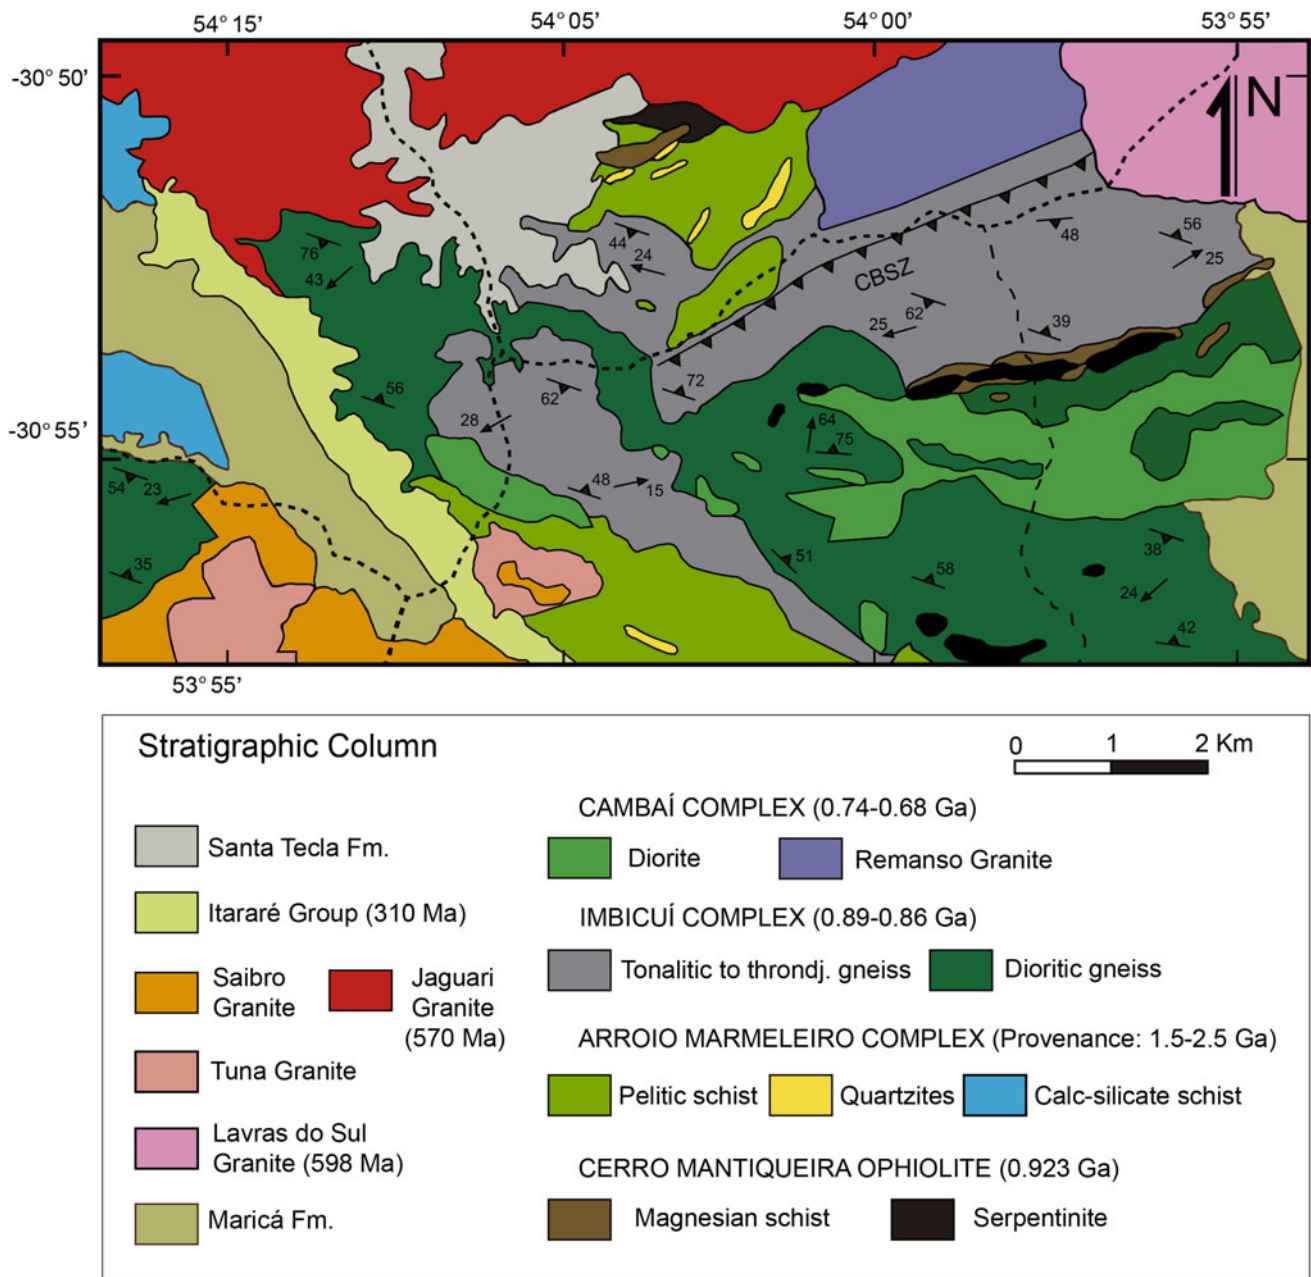 54° 15' 54° 05' 54° 00' 53° 55'
-30° 50'
N
44
24
76
43
48
56
25
CBSZ
62
25
39
56
72
62
28
64
75
-30° 55'
48
15
54
23
51
38
35
58
24
42
53° 55'
Stratigraphic Column
0 1 2 Km
CAMBAÍ COMPLEX (0.74-0.68 Ga)
Santa Tecla Fm.
Diorite Remanso Granite
Itararé Group (310 Ma)
IMBICUÍ COMPLEX (0.89-0.86 Ga)
Tonalitic to throndj. gneiss Dioritic gneiss
Saibro
Granite
Jaguari
Granite
(570 Ma)
ARROIO MARMELEIRO COMPLEX (Provenance: 1.5-2.5 Ga)
Tuna Granite
Pelitic schist Quartzites Calc-silicate schist
Lavras do Sul
Granite (598 Ma)
CERRO MANTIQUEIRA OPHIOLITE (0.923 Ga)
Maricá Fm.
Magnesian schist Serpentinite